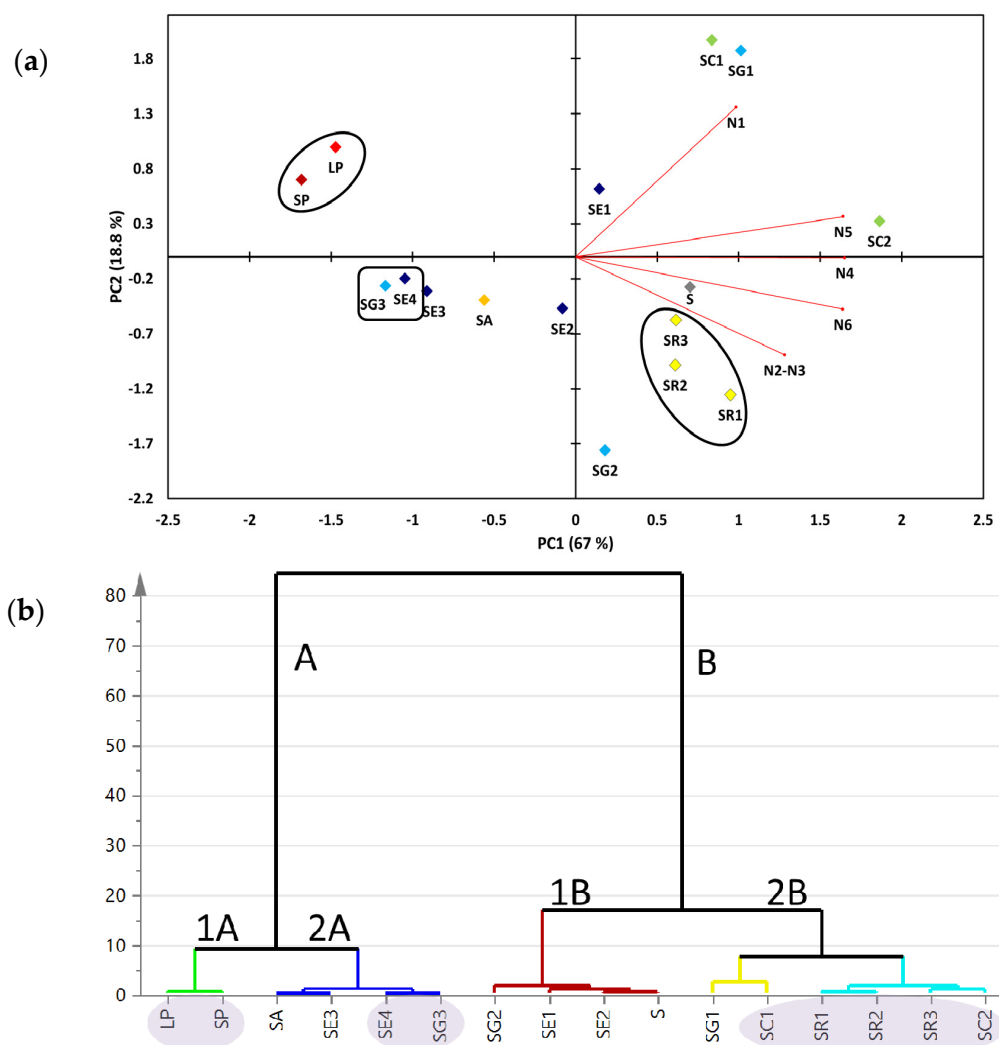 (a)
PC2 (18.8 %)
1.8
1.3
0.8
0.3
-0.2
-0.7
-1.2
-1.7
-2.2
SC1
SG1
N1
LP
SP
SE1
N5
SC2
N4
SG3
SE4
SE3
SA
SE2
S
N6
SR3
N2-N3
SR2
SR1
SG2
-2.5 -2 -1.5 -1 -0.5 0 0.5 1 1.5 2 2.5
PC1 (67 %)
(b)
80
70
60
50
40
30
20
10
0
A
B
1A
2A
1B
2B
LP SP SA SE3 SE4 SG3 SG2 SE1 SE2 S SG1 SC1 SR1 SR2 SR3 SC2